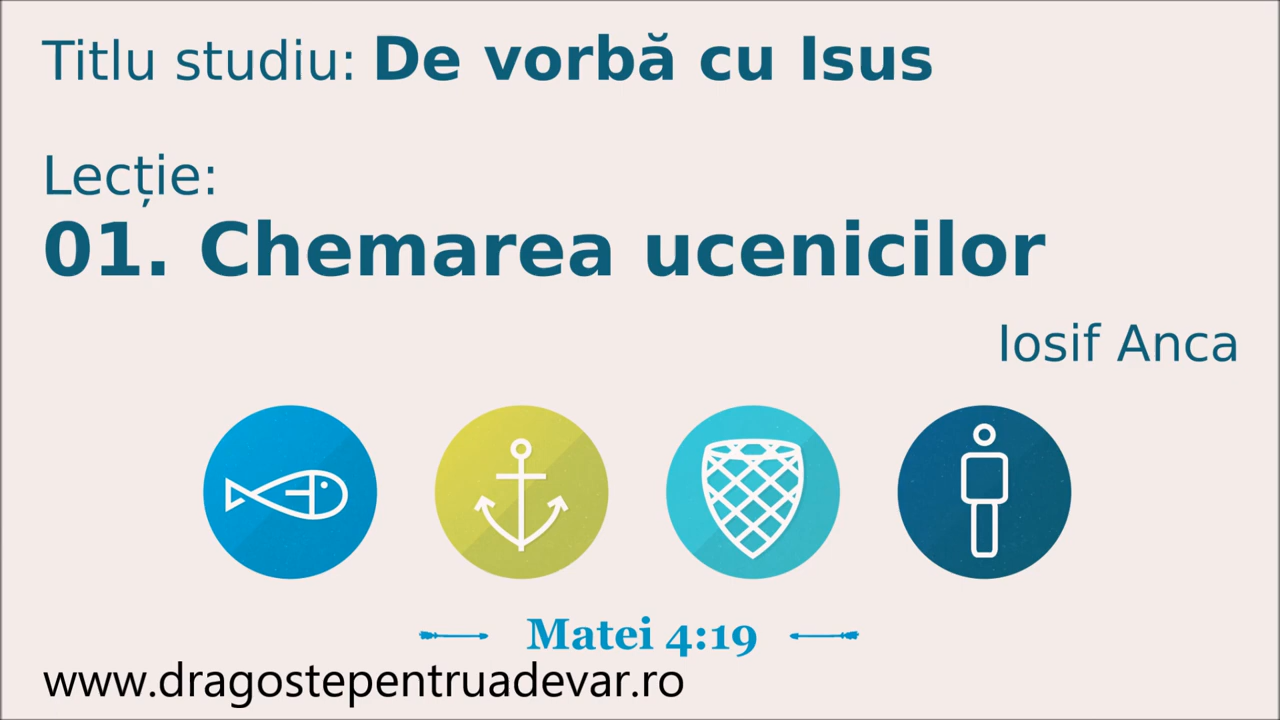 Titlu studiu: De vorbă cu Isus
Lecție:
01. Chemarea ucenicilor
Iosif Anca
Matei 4:19
www.dragostepentruadevar.ro